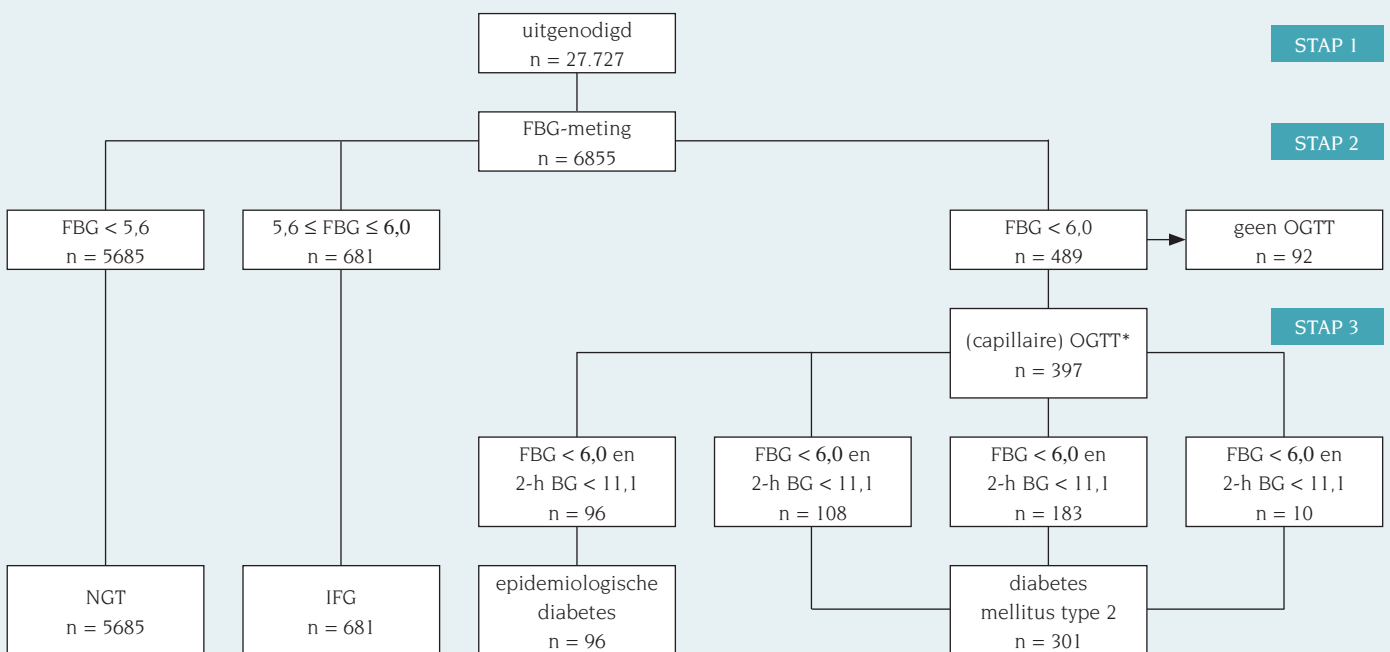 uitgenodigd
n = 27.727
STAP 1
FBG-meting
n = 6855
STAP 2
FBG < 5,6
n = 5685
5,6 ≤ FBG ≤ 6,0
n = 681
FBG < 6,0
n = 489
geen OGTT
n = 92
STAP 3
(capillaire) OGTT*
n = 397
FBG < 6,0 en
2-h BG < 11,1
n = 96
FBG < 6,0 en
2-h BG < 11,1
n = 108
FBG < 6,0 en
2-h BG < 11,1
n = 183
FBG < 6,0 en
2-h BG < 11,1
n = 10
NGT
n = 5685
IFG
n = 681
epidemiologische
diabetes
n = 96
diabetes
mellitus type 2
n = 301